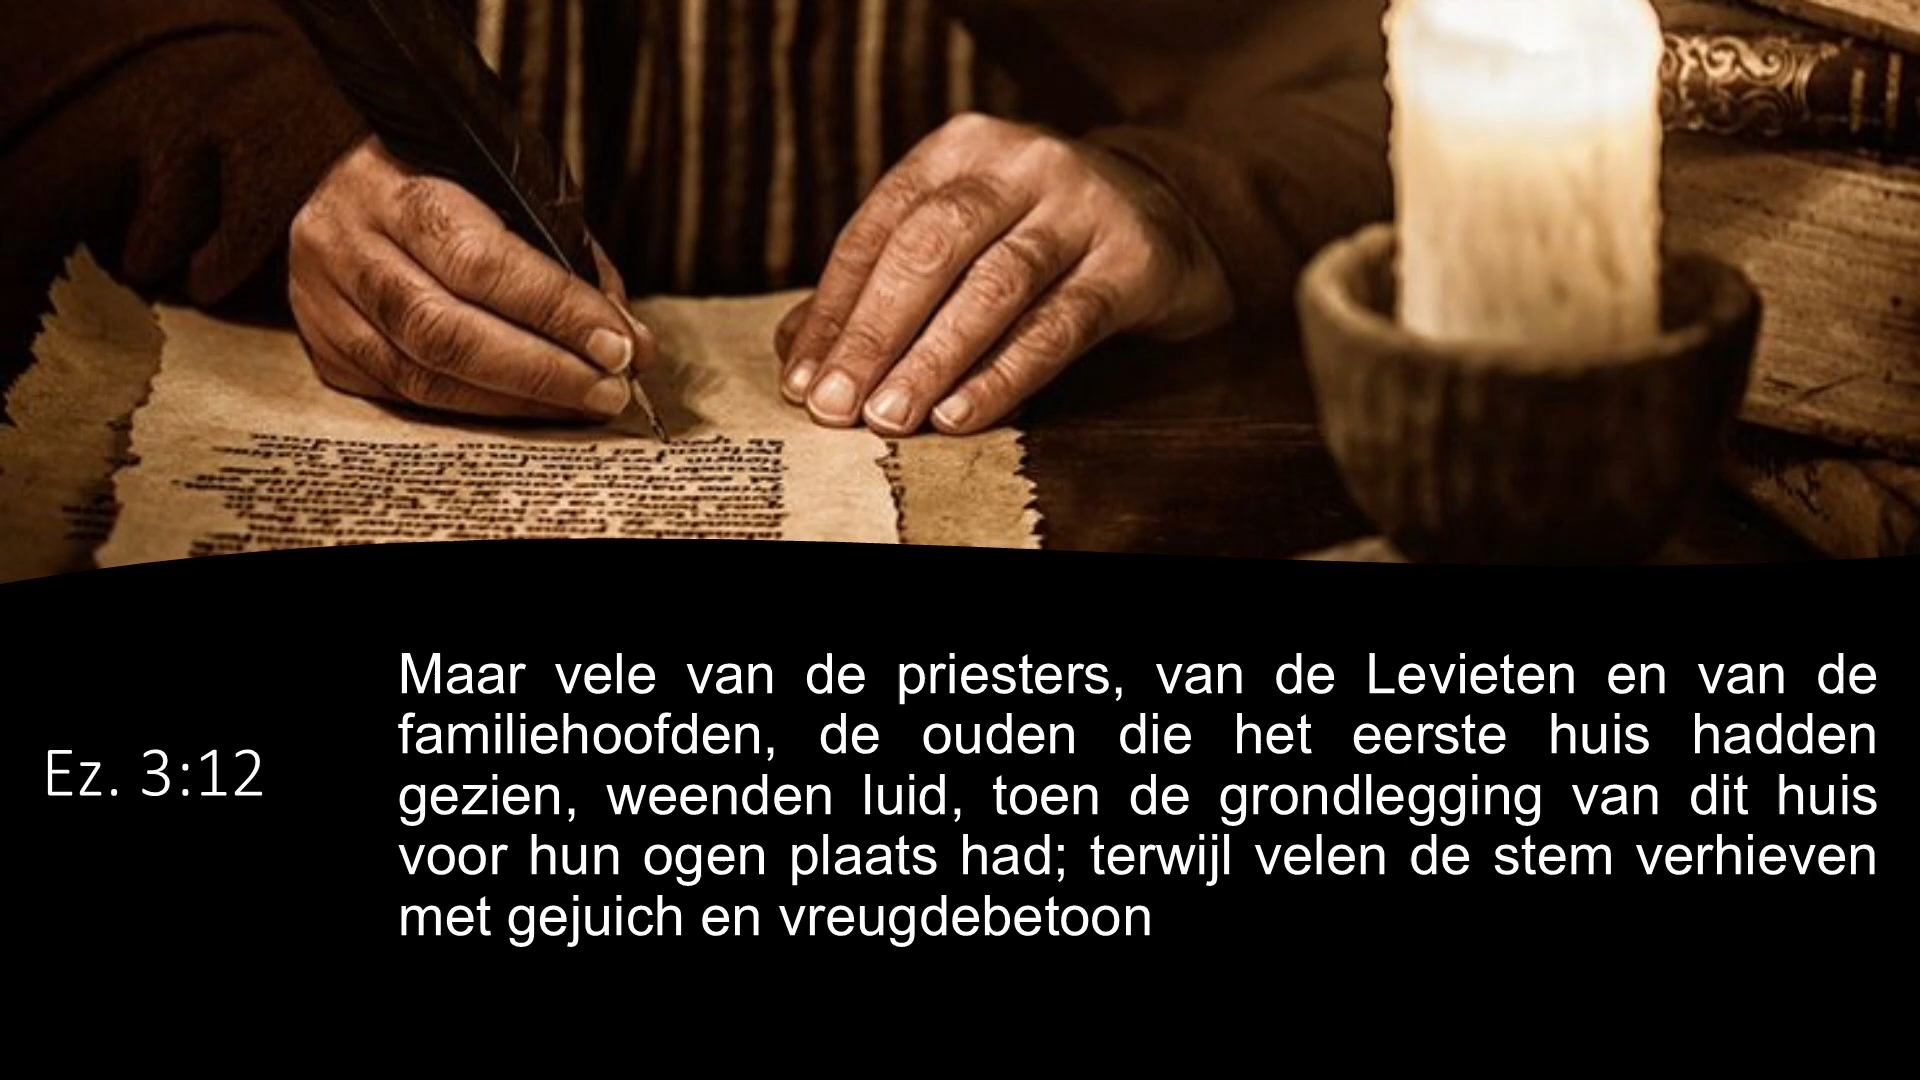 Ez. 3:12
Maar vele van de priesters, van de Levieten en van de
familiehoofden, de ouden die het eerste huis hadden
gezien, weenden luid, toen de grondlegging van dit huis
voor hun ogen plaats had; terwijl velen de stem verhieven
met gejuich en vreugdebetoon